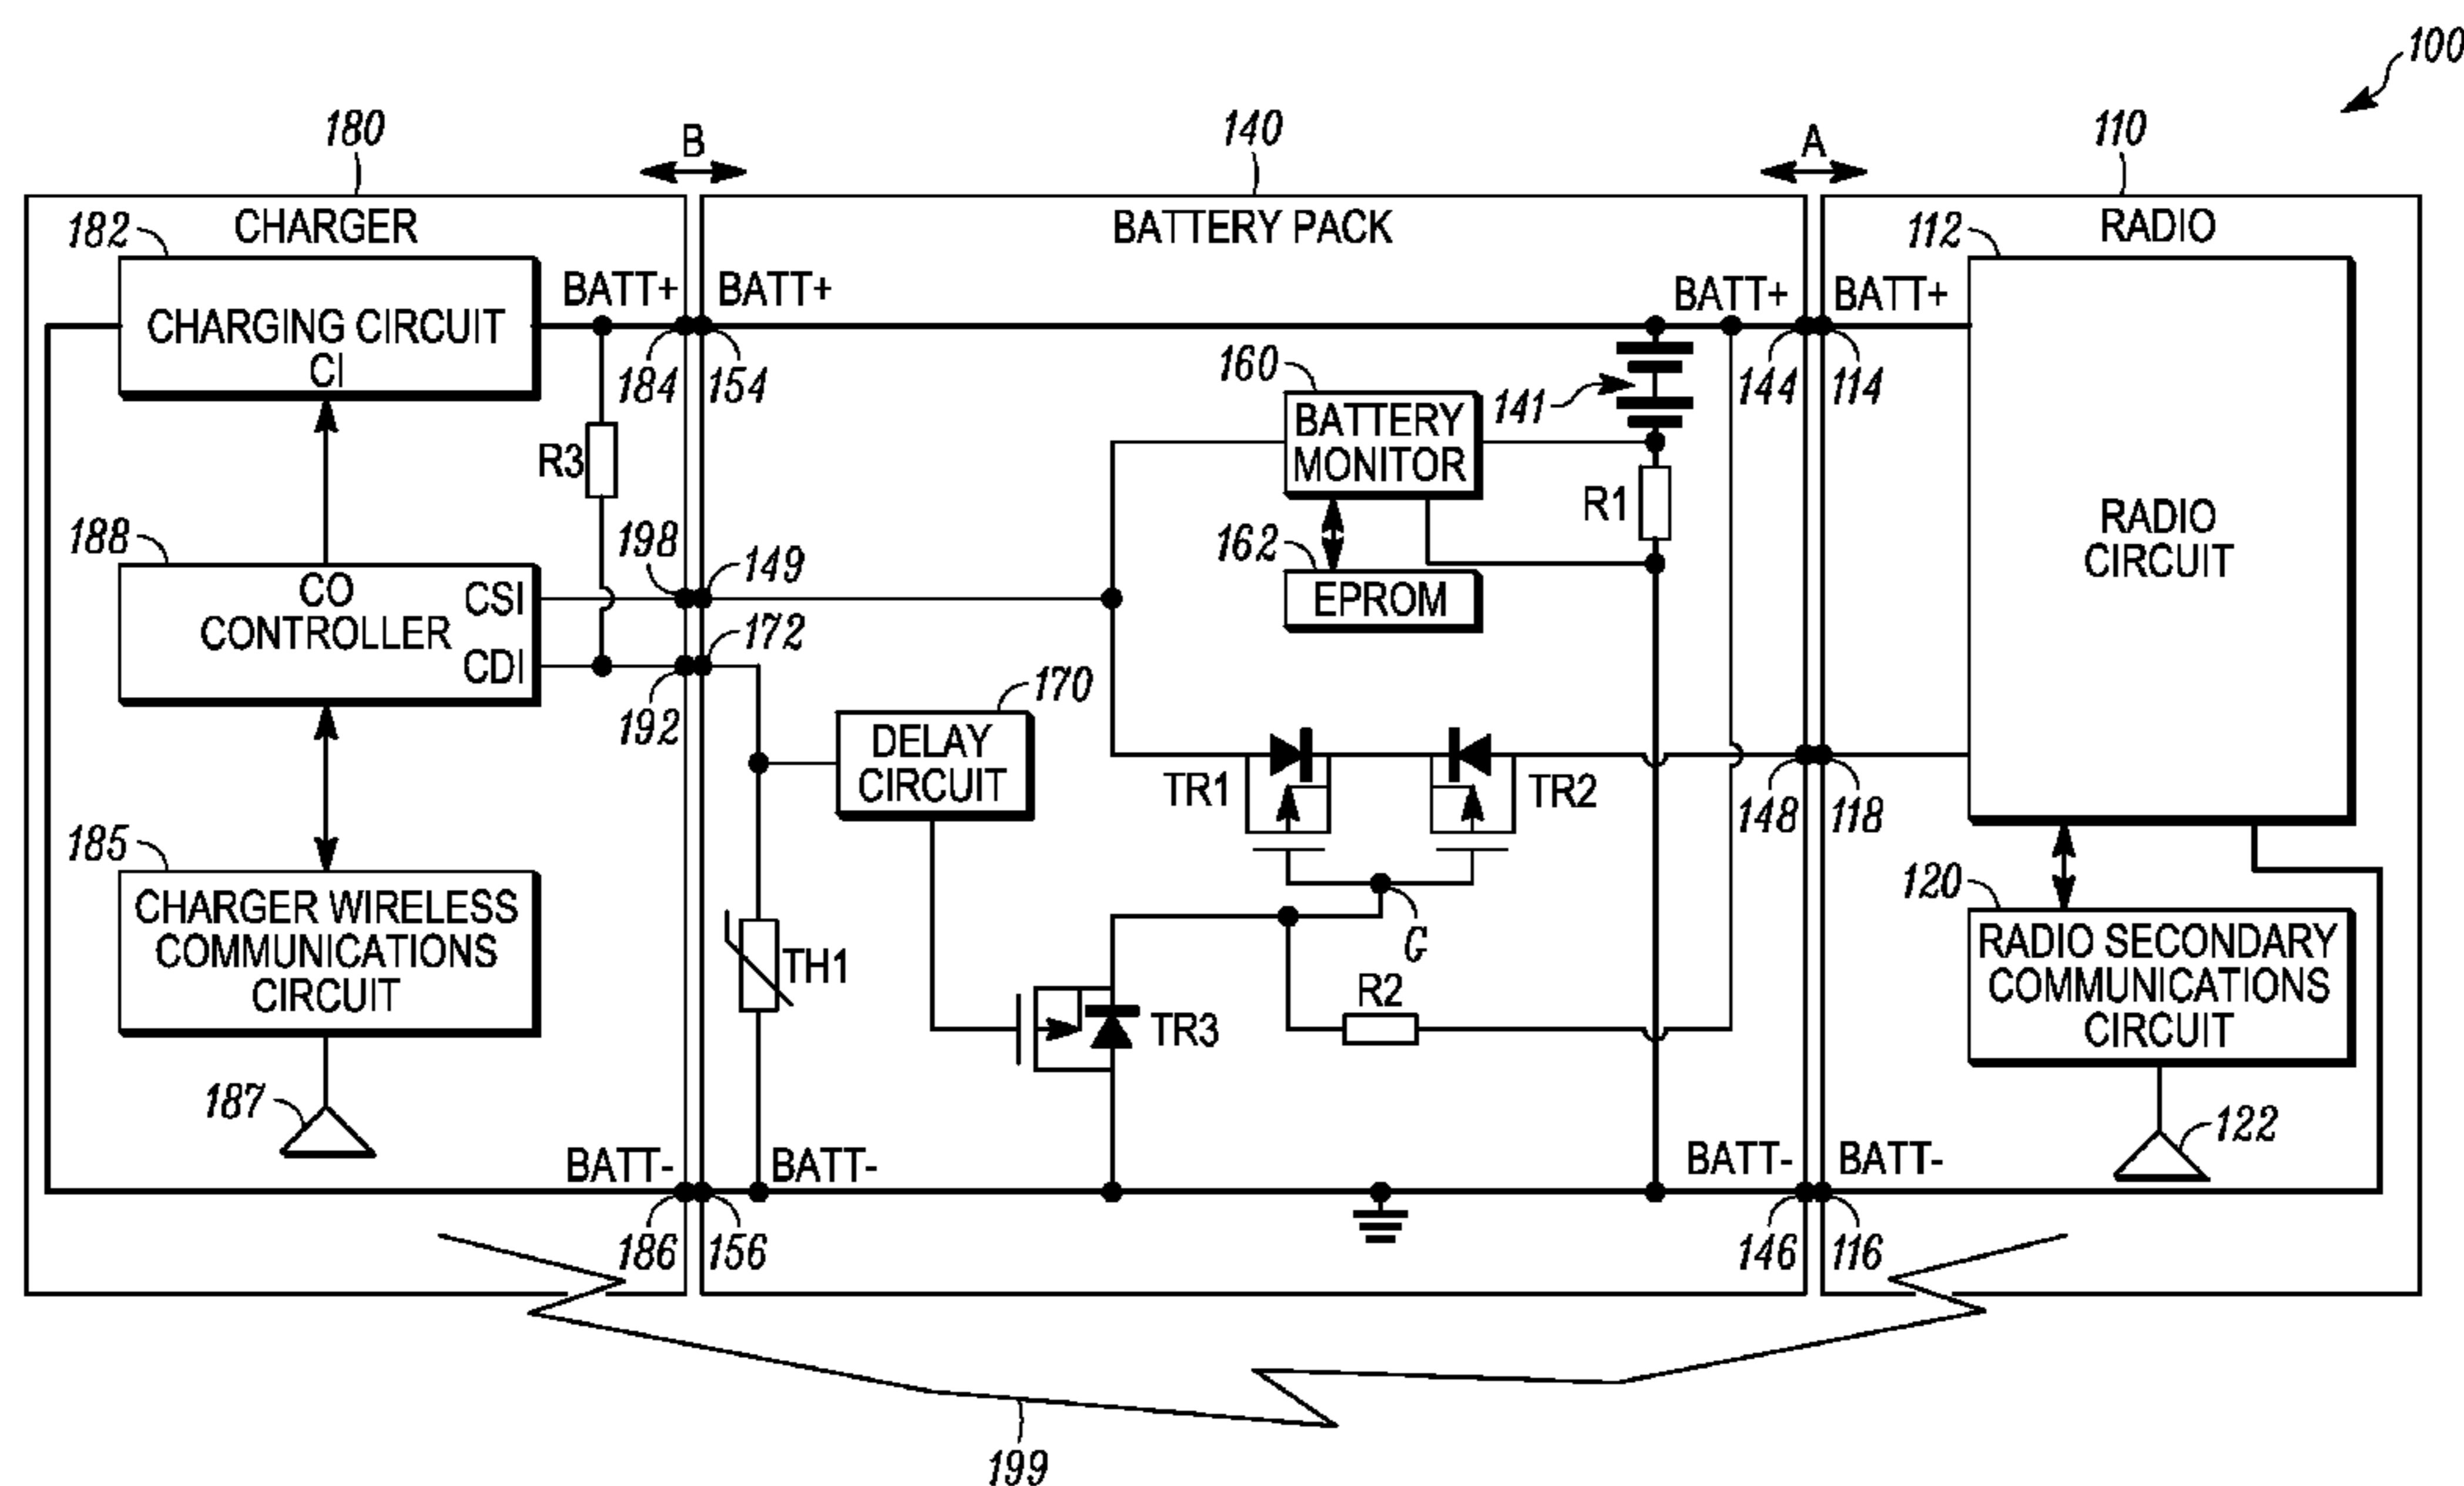 100
180
B
140
A
110
182
CHARGER
BATTERY PACK
112
RADIO
CHARGING CIRCUIT
CI
BATT+
BATT+
BATT+
BATT+
184
154
160
141
144
114
BATTERY
MONITOR
R3
R1
188
198
149
162
RADIO
CIRCUIT
CO
CONTROLLER
CSI
CDI
EPROM
172
192
170
DELAY
CIRCUIT
TR1
TR2
148
118
185
CHARGER WIRELESS
COMMUNICATIONS
CIRCUIT
120
G
RADIO SECONDARY
COMMUNICATIONS
CIRCUIT
TH1
R2
TR3
187
122
BATT-
BATT-
BATT-
BATT-
186
156
146
116
199